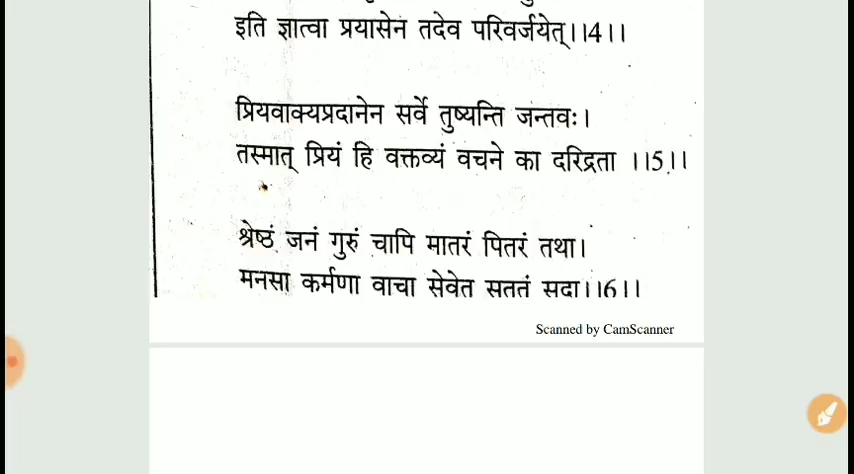 इति ज्ञात्वा प्रयासेन तदेव परिवर्जयेत्।।4।।
प्रियवाक्यप्रदानेन सर्वे तुष्यन्ति जन्तवः।
तस्मात् प्रियं हि वक्तव्यं वचने का दरिद्रता ।।5।।
श्रेष्ठं जनं गुरुं चापि मातरं पितरं तथा।
मनसा कर्मणा वाचा सेवेत सततं सदा।।6।।
Scanned by CamScanner